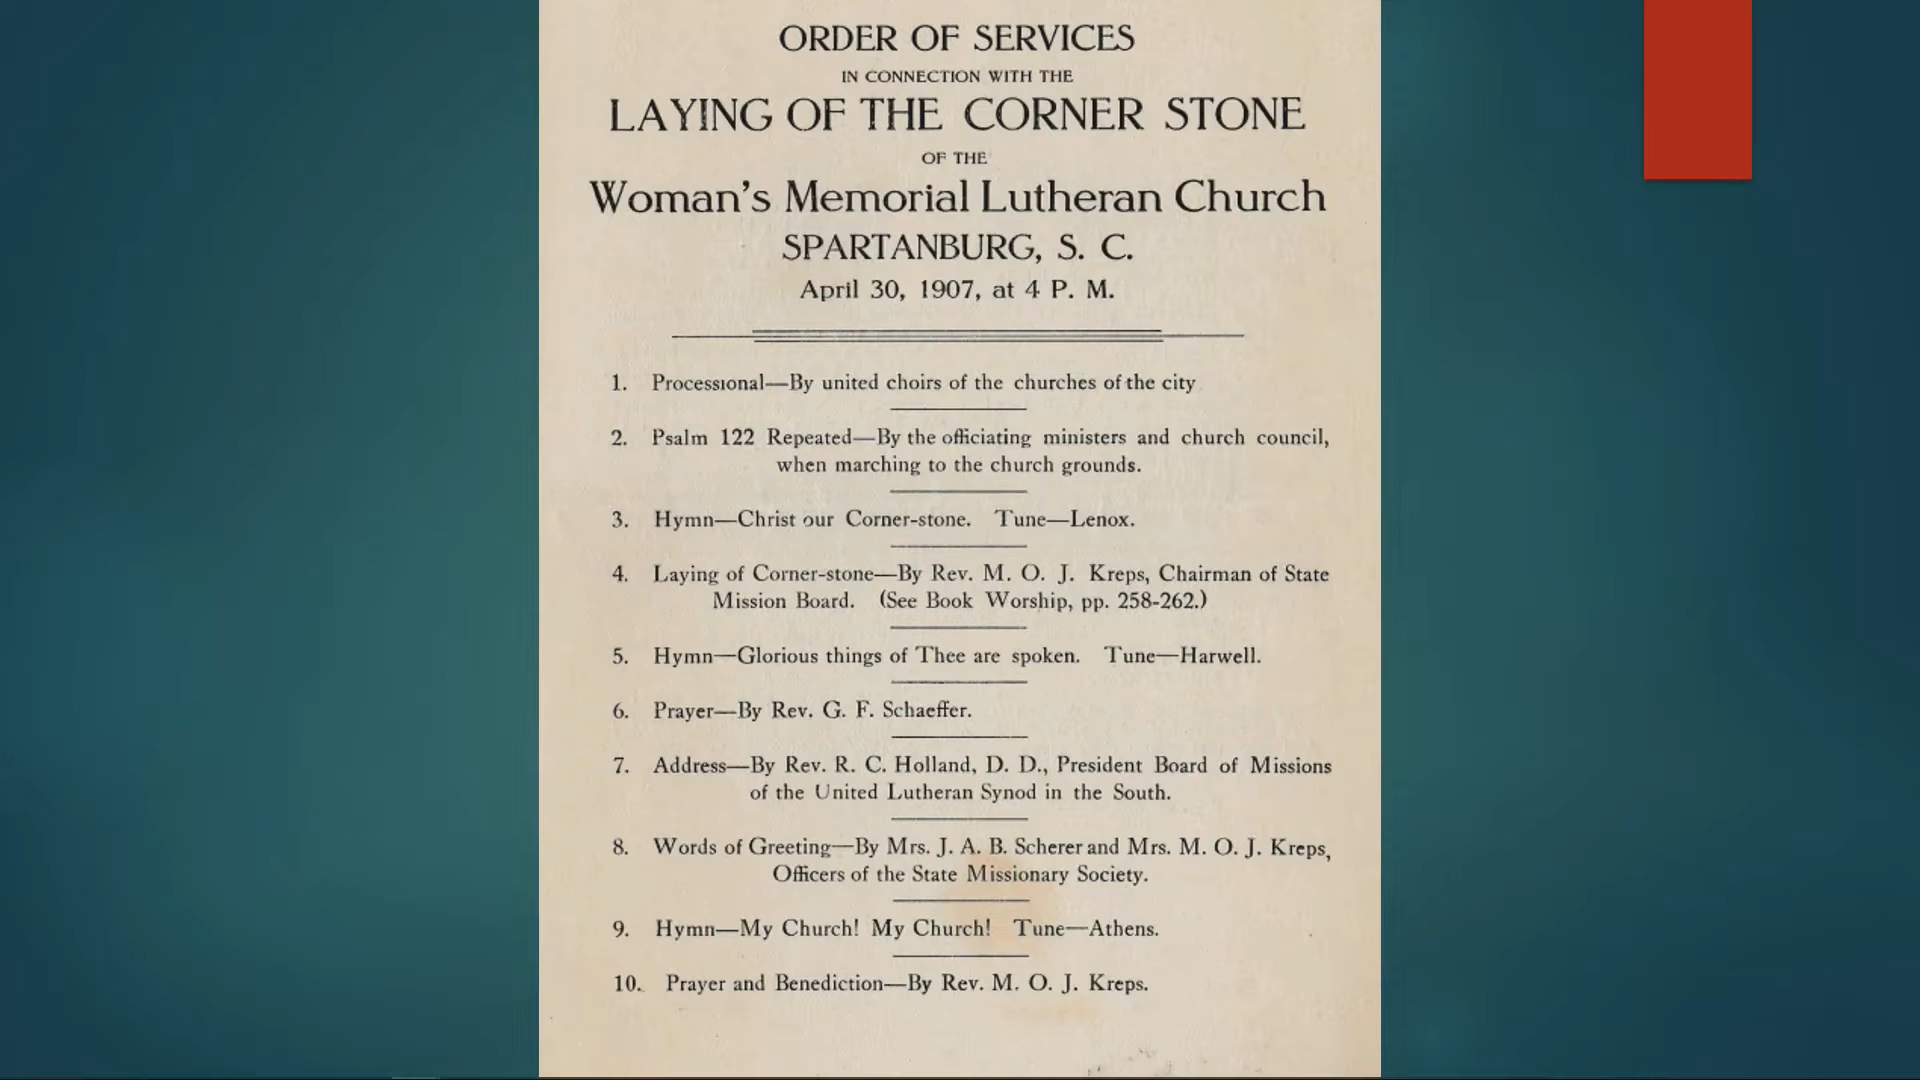 ORDER OF SERVICES
IN CONNECTION WITH THE
LAYING OF THE CORNER STONE
OF THE
Woman's Memorial Lutheran Church
SPARTANBURG, S. C.
April 30, 1907, at 4 P. M.
1. Processional—By united choirs of the churches of the city
2. Psalm 122 Repeated—By the officiating ministers and church council,
when marching to the church grounds.
3. Hymn—Christ our Corner-stone. Tune—Lenox.
4. Laying of Corner-stone—By Rev. M. O. J. Kreps, Chairman of State
Mission Board. (See Book Worship, pp. 258-262.)
5. Hymn—Glorious things of Thee are spoken. Tune—Harwell.
6. Prayer—By Rev. G. F. Schaeffer.
7. Address—By Rev. R. C. Holland, D. D., President Board of Missions
of the United Lutheran Synod in the South.
8. Words of Greeting—By Mrs. J. A. B. Scherer and Mrs. M. O. J. Kreps,
Officers of the State Missionary Society.
9. Hymn—My Church! My Church! Tune—Athens.
10. Prayer and Benediction—By Rev. M. O. J. Kreps.